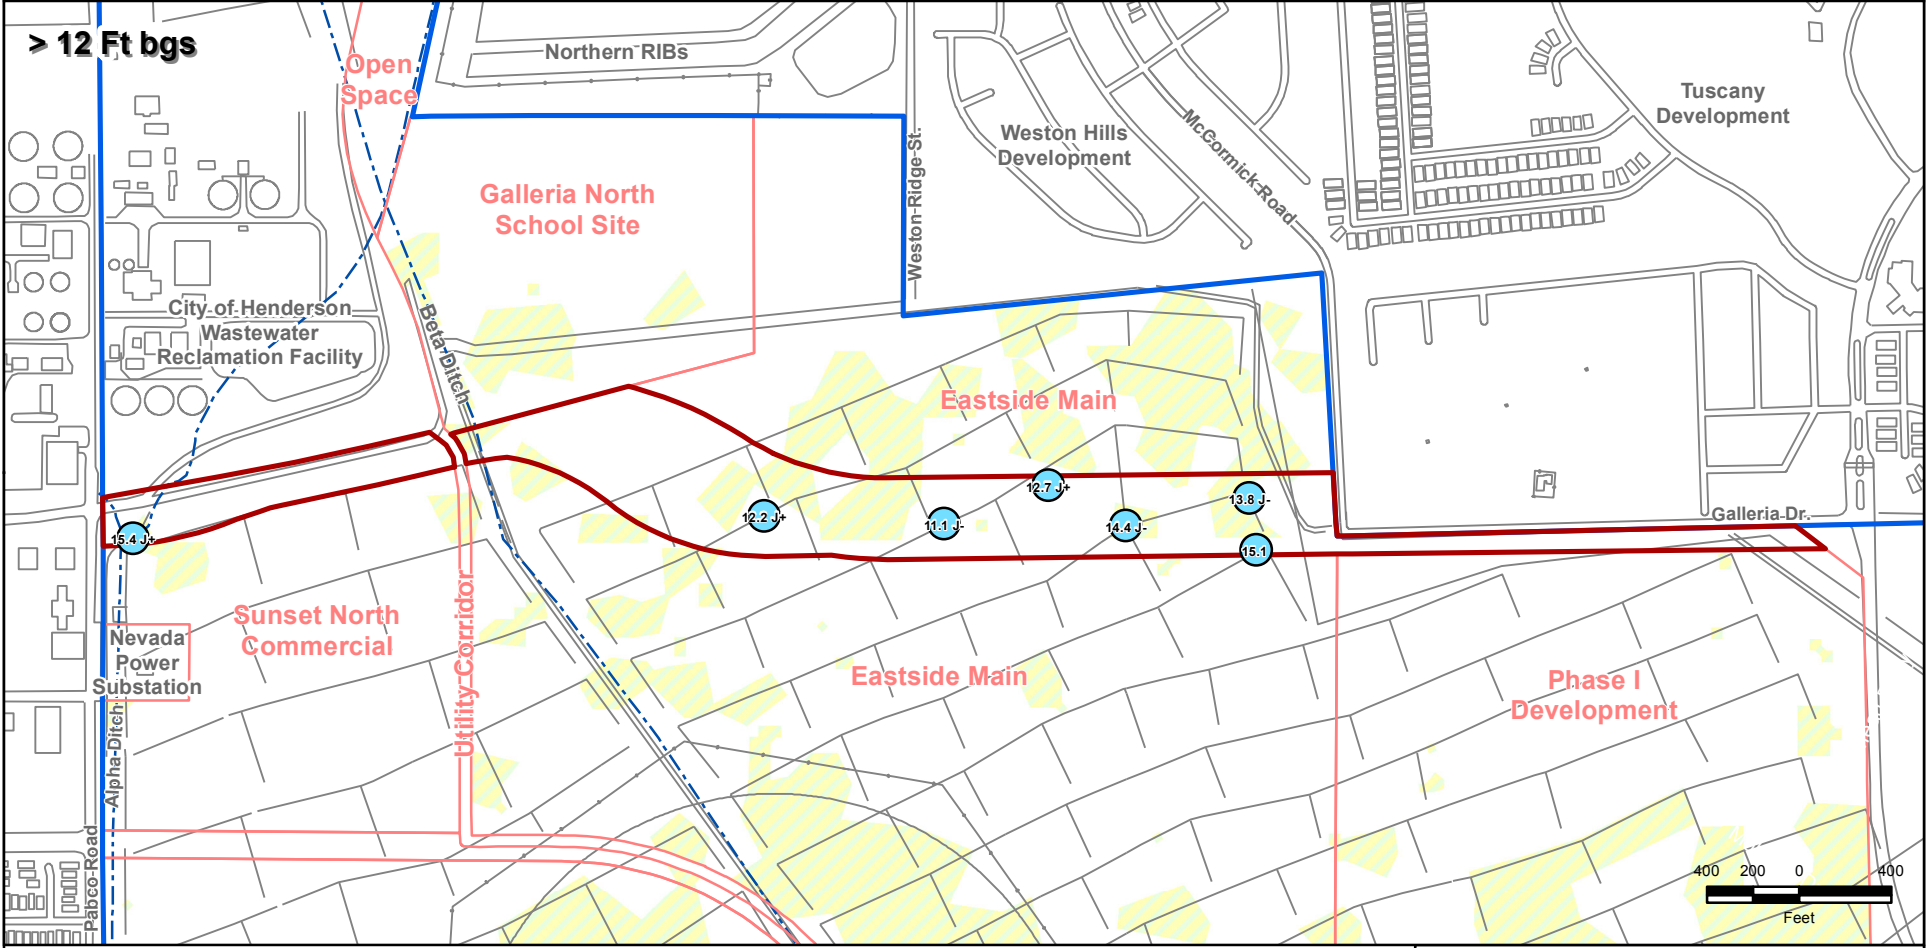 > 12 Ft bgs
Open
Space
Northern RIBs
Tuscany
Development
Weston Hills
Development
McCormick Road
Weston Ridge St.
Galleria North
School Site
City of Henderson
Wastewater
Reclamation Facility
Beta Ditch
Eastside Main
12.7 J+
13.8 J-
12.2 J+
11.1 J-
14.4 J-
15.4 J+
15.1
Galleria Dr.
Sunset North
Commercial
Nevada
Power
Substation
Utility Corridor
Eastside Main
Phase I
Development
Alpha Ditch
Pabco Road
400 200 0 400
Feet